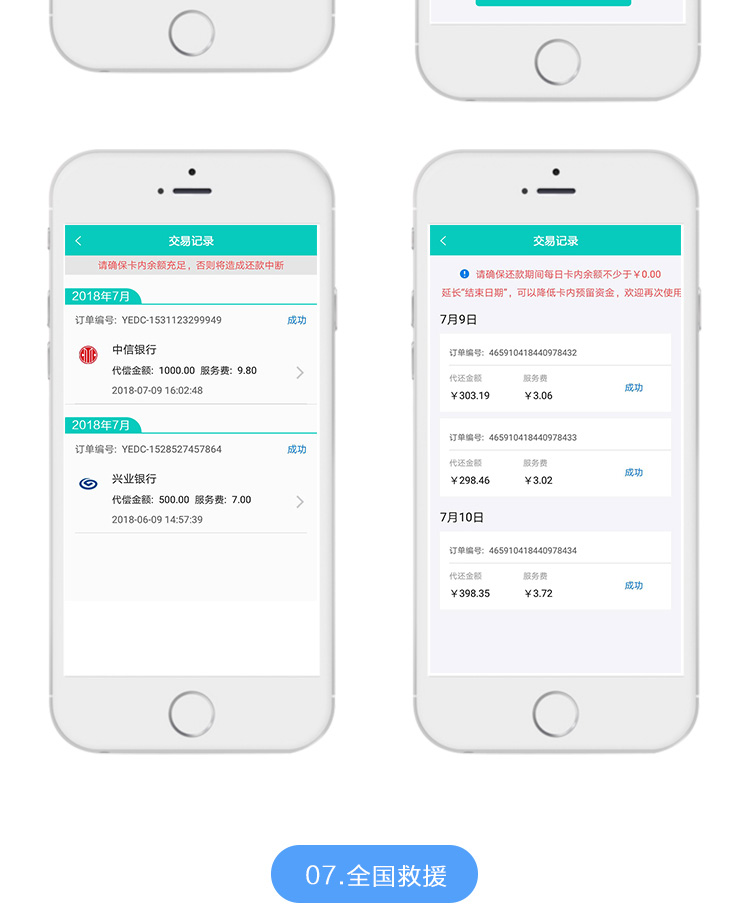 交易记录
请确保卡内余额充足，否则将造成还款中断
2018年7月
订单编号: YEDC-1531123299949 成功
中信银行
代偿金额: 1000.00 服务费: 9.80
2018-07-09 16:02:48
2018年7月
订单编号: YEDC-1528527457864 成功
兴业银行
代偿金额: 500.00 服务费: 7.00
2018-06-09 14:57:39
交易记录
请确保还款期间每日卡内余额不少于￥0.00
延长“结束日期”，可以降低卡内预留资金，欢迎再次使用
7月9日
订单编号: 465910418440978432
代还金额 服务费
￥303.19 ￥3.06 成功
订单编号: 465910418440978433
代还金额 服务费
￥298.46 ￥3.02 成功
7月10日
订单编号: 465910418440978434
代还金额 服务费
￥398.35 ￥3.72 成功
07.全国救援